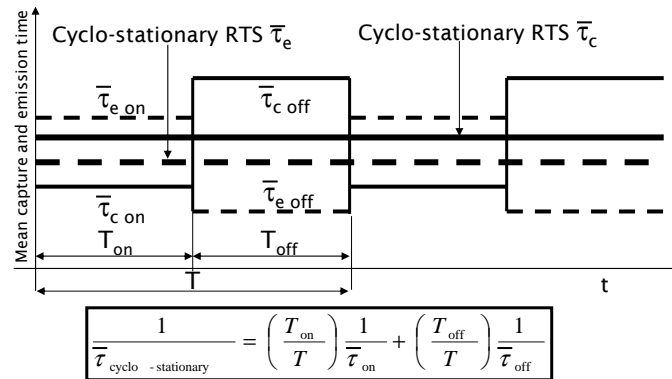 Mean capture and emission time
Cyclo-stationary RTS τ̅e Cyclo-stationary RTS τ̅c
τ̅e on τ̅c off
τ̅c on τ̅e off
Ton Toff
T t
1/τ̅cyclo-stationary = (Ton/T) 1/τ̅on + (Toff/T) 1/τ̅off